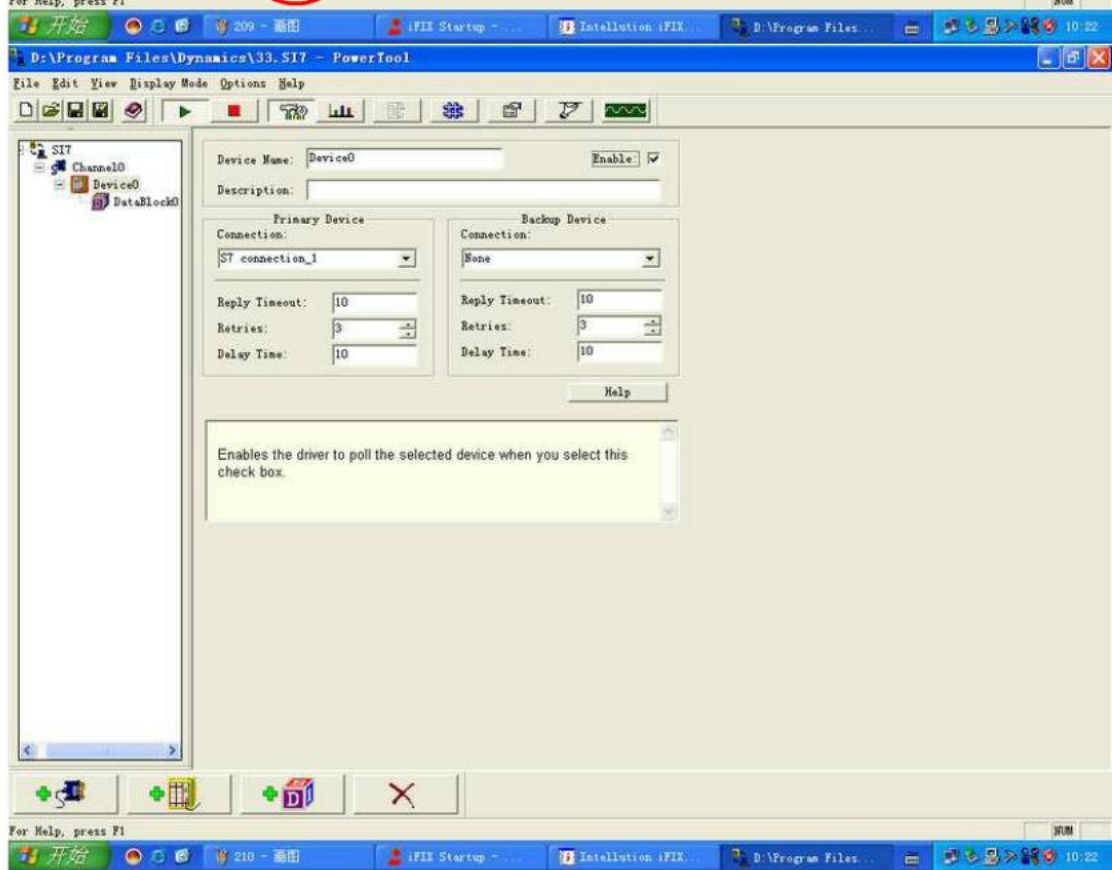 For Help, press F1 NUM
开始 209 - 画图 iFIX Startup - ... Intellution iFIX... D:\Program Files... 10:22
D:\Program Files\Dynamics\33.SI7 - PowerTool
File Edit View Display Mode Options Help
SI7
Channel0
Device0
DataBlock0
Device Name: Device0 Enable:
Description:
Primary Device
Connection:
S7 connection_1
Reply Timeout: 10
Retries: 3
Delay Time: 10
Backup Device
Connection:
None
Reply Timeout: 10
Retries: 3
Delay Time: 10
Help
Enables the driver to poll the selected device when you select this
check box.
For Help, press F1 NUM
开始 210 - 画图 iFIX Startup - ... Intellution iFIX... D:\Program Files... 10:22